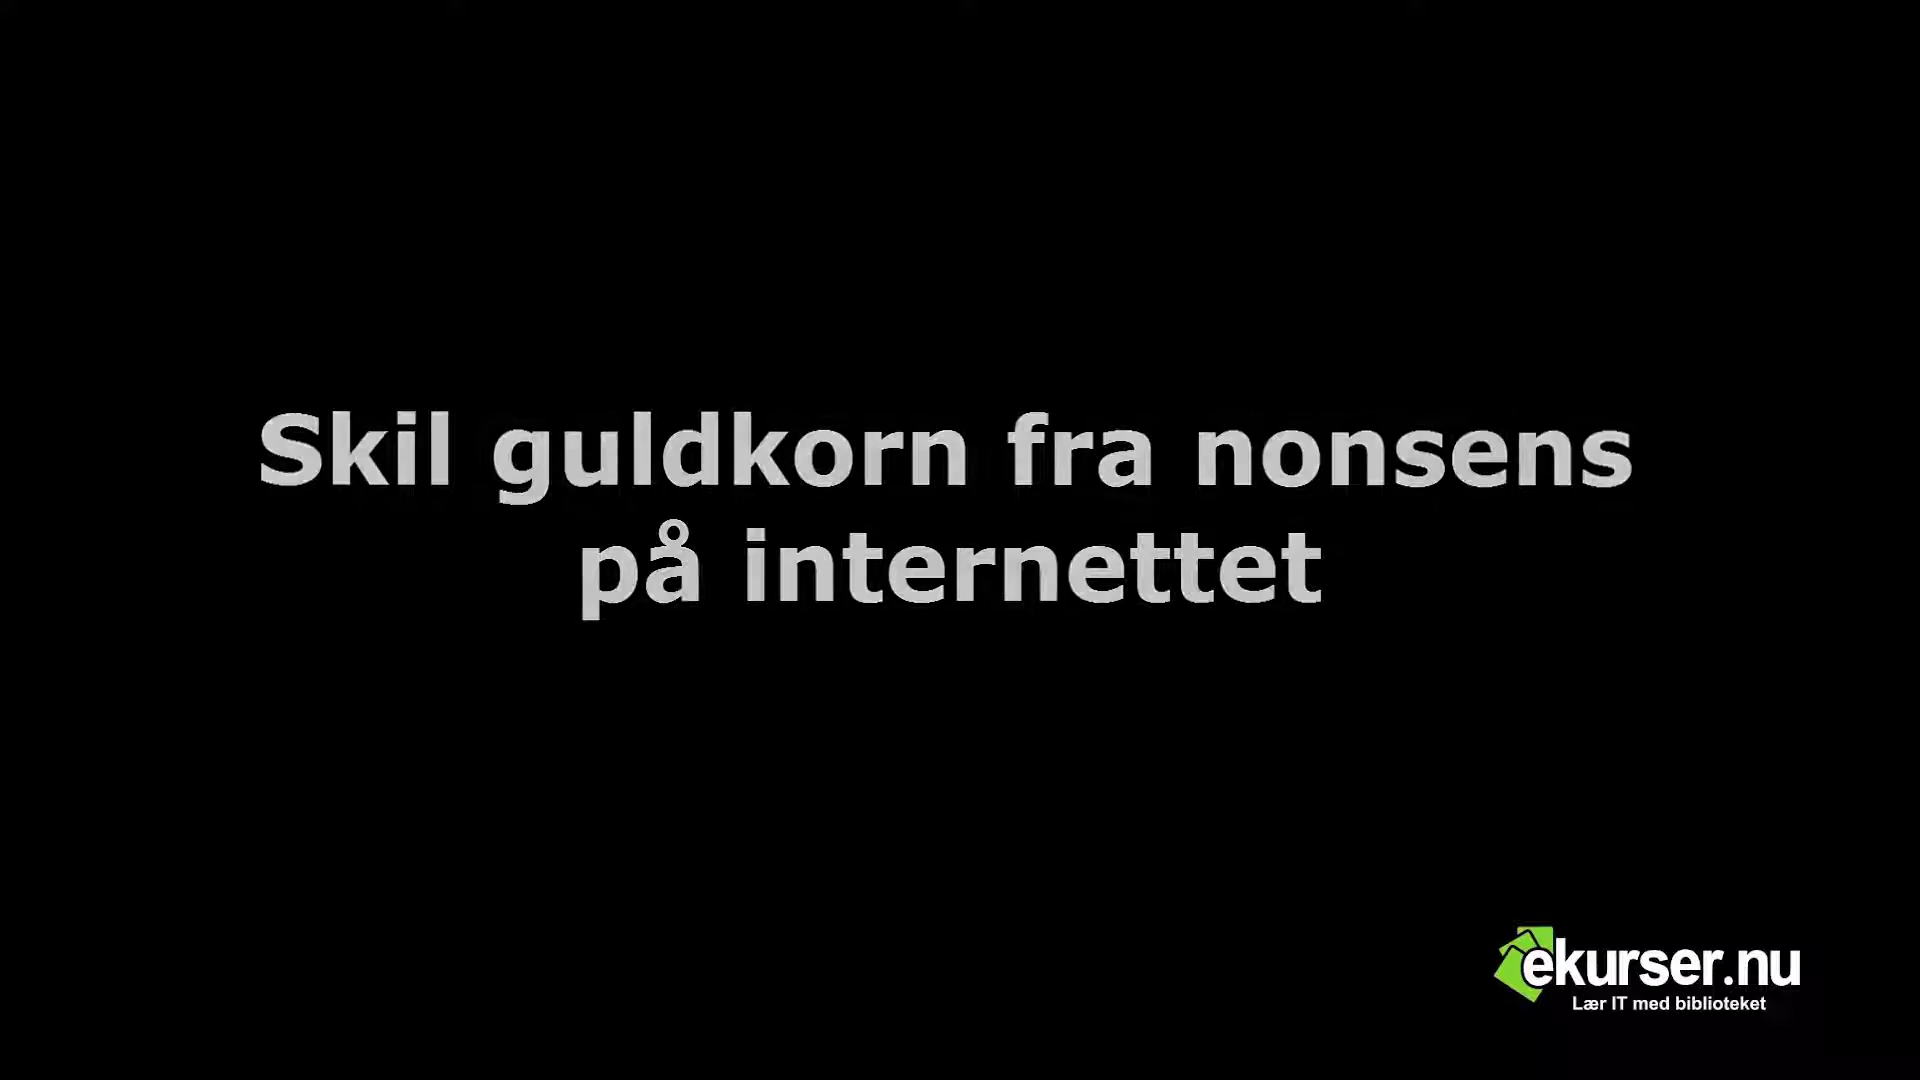 Skil guldkorn fra nonsens
på internettet
ekurser.nu
Lær IT med biblioteket